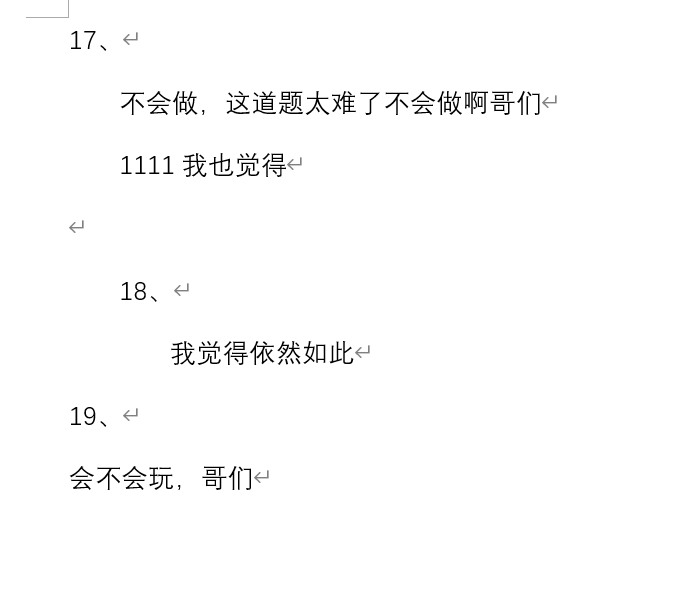 17、
不会做，这道题太难了不会做啊哥们
1111 我也觉得
18、
我觉得依然如此
19、
会不会玩，哥们